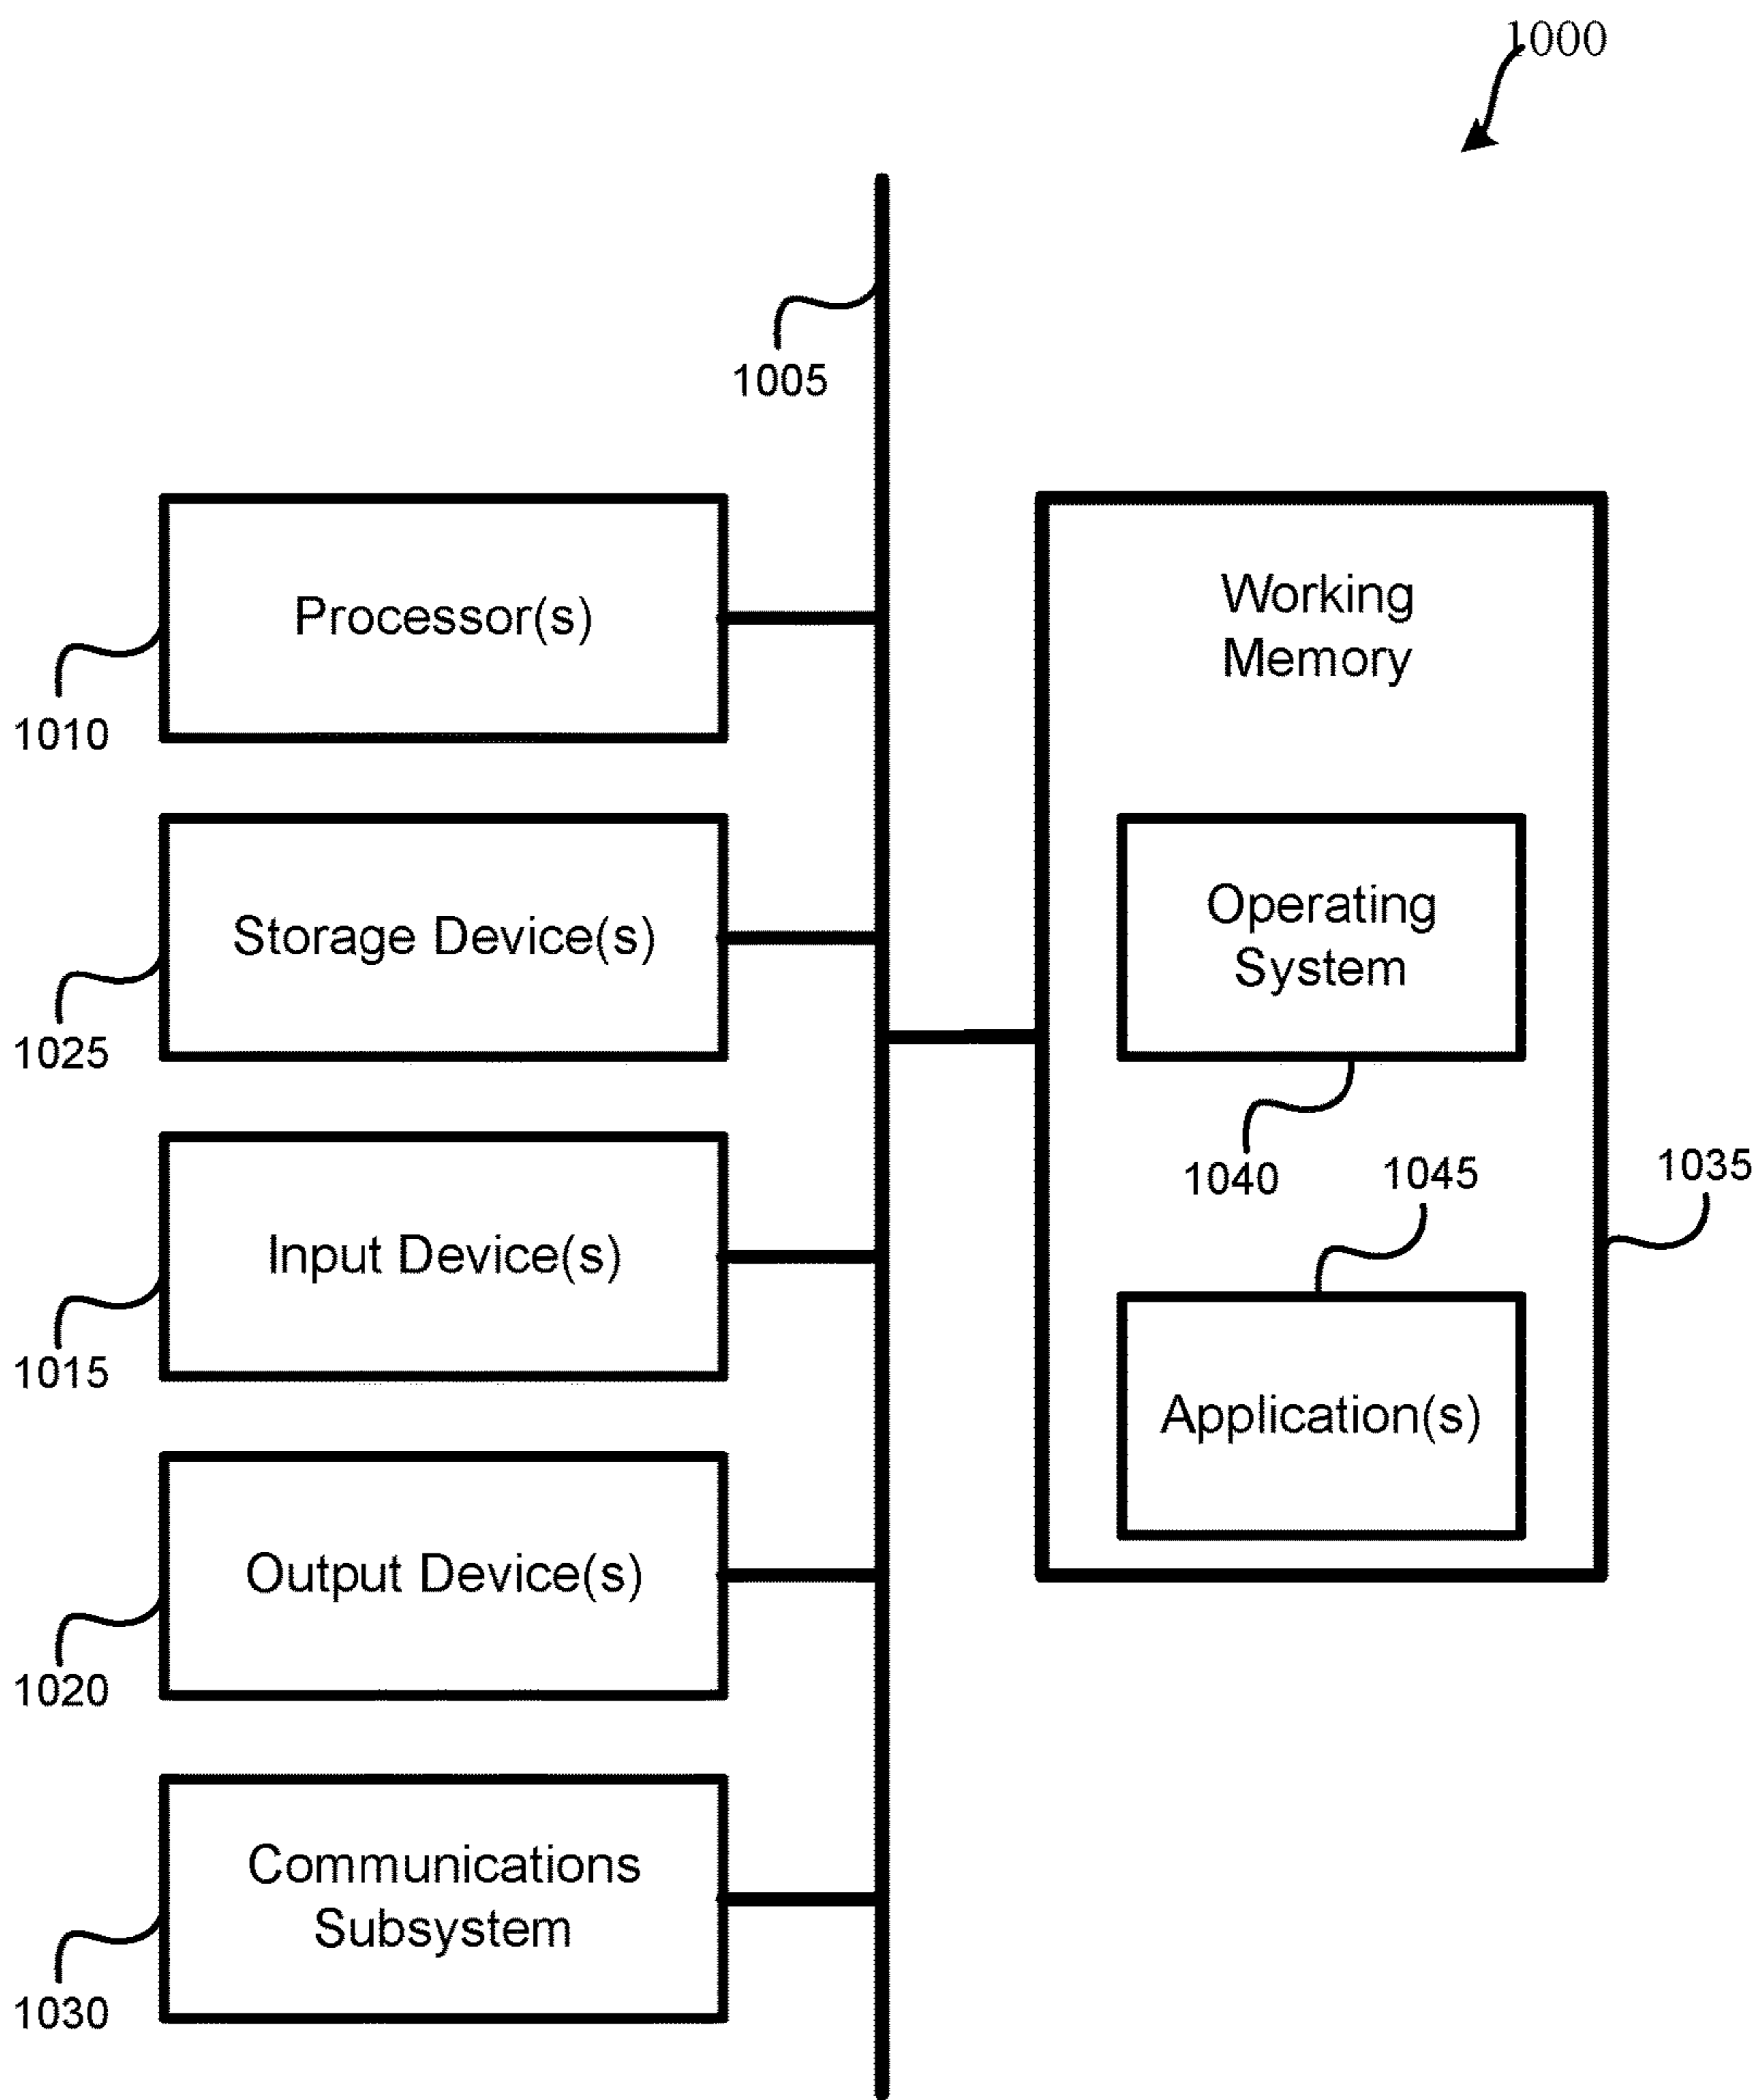 1000
1005
Processor(s)
1010
Storage Device(s)
1025
Input Device(s)
1015
Output Device(s)
1020
Communications
Subsystem
1030
Working
Memory
Operating
System
1040
1045
1035
Application(s)